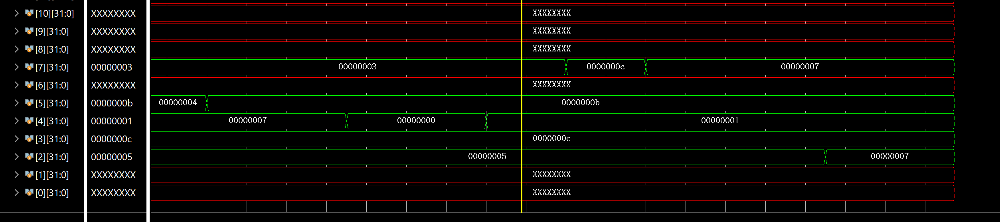 [10][31:0] XXXXXXXX XXXXXXXX
[9][31:0] XXXXXXXX XXXXXXXX
[8][31:0] XXXXXXXX XXXXXXXX
[7][31:0] 00000003 00000003 0000000c 00000007
[6][31:0] XXXXXXXX XXXXXXXX
[5][31:0] 0000000b 00000004 0000000b
[4][31:0] 00000001 00000007 00000000 00000001
[3][31:0] 0000000c 0000000c
[2][31:0] 00000005 00000005 00000007
[1][31:0] XXXXXXXX XXXXXXXX
[0][31:0] XXXXXXXX XXXXXXXX